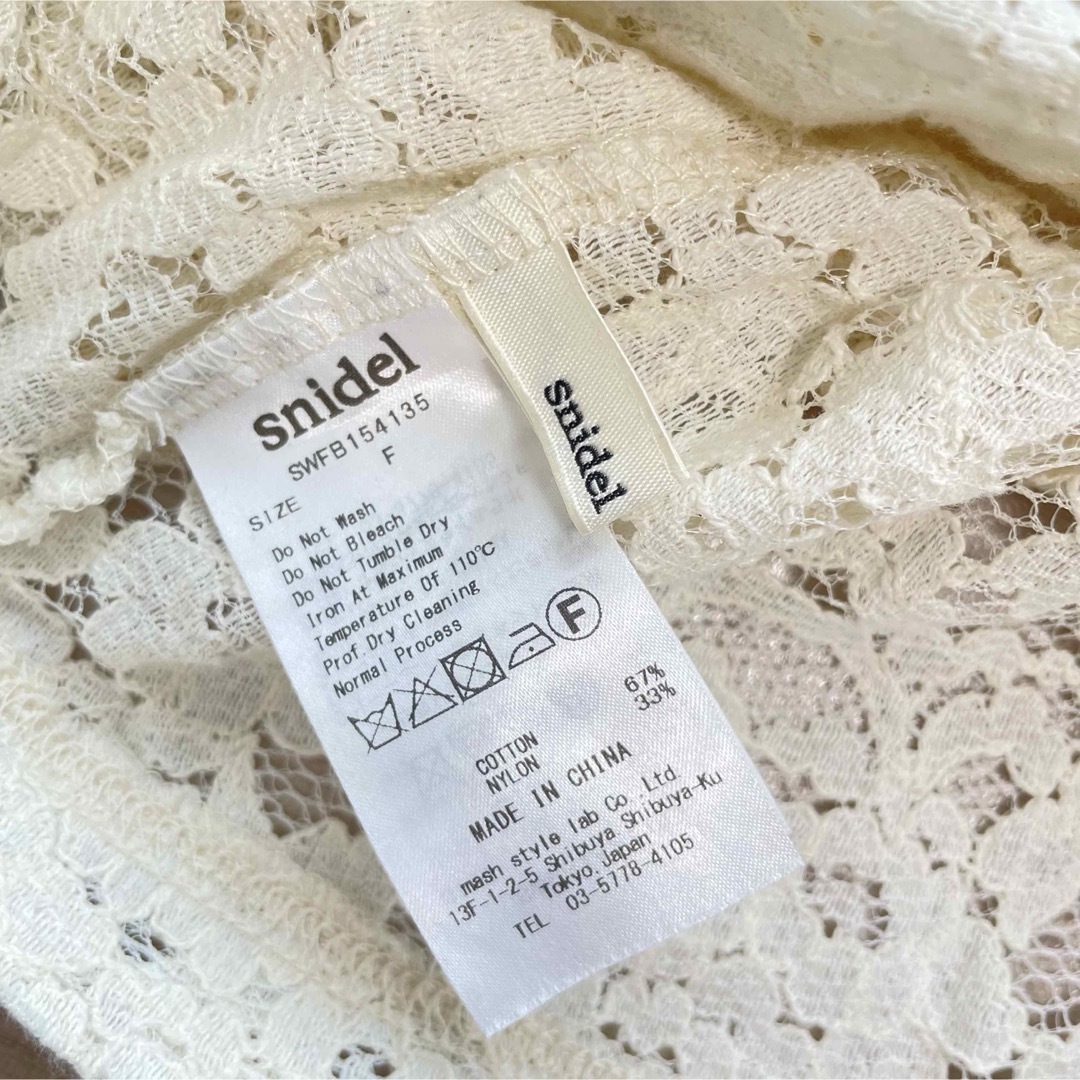 snidel
SWFB154135
SIZE F
Do Not Wash
Do Not Bleach
Do Not Tumble Dry
Iron At Maximum
Temperature Of 110℃
Prof.Dry Cleaning
Normal Process
F
COTTON 67%
NYLON 33%
MADE IN CHINA
mash style lab Co.,Ltd.
13F-1-2-5 Shibuya Shibuya-Ku
Tokyo.Japan
TEL 03-5778-4105
snidel